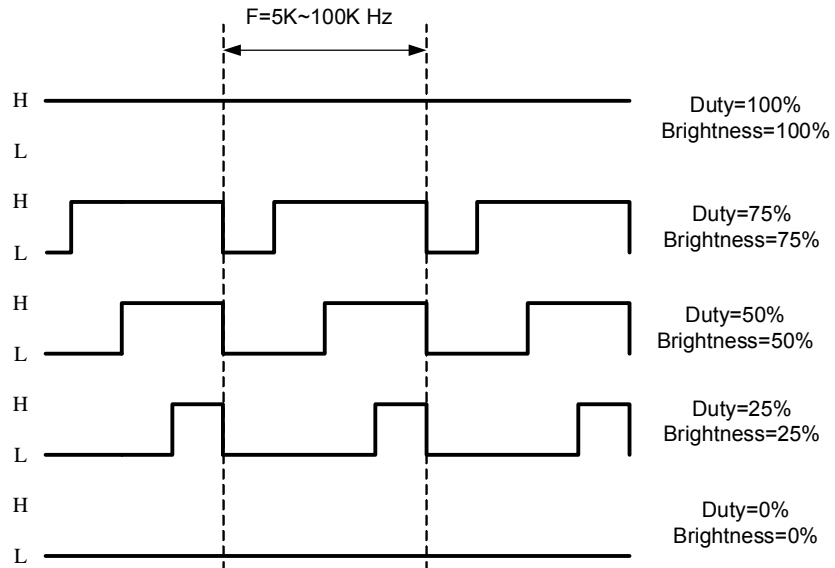 F=5K~100K Hz
H
L
Duty=100%
Brightness=100%
H
L
Duty=75%
Brightness=75%
H
L
Duty=50%
Brightness=50%
H
L
Duty=25%
Brightness=25%
H
L
Duty=0%
Brightness=0%